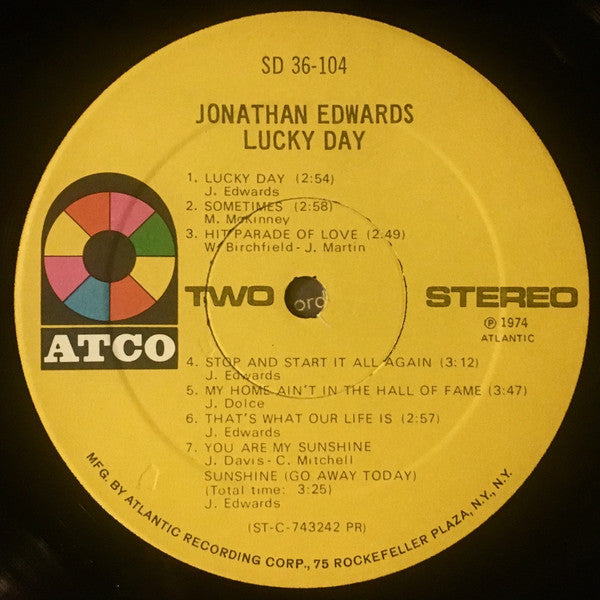 SD 36-104
JONATHAN EDWARDS
LUCKY DAY
1. LUCKY DAY (2:54)
J. Edwards
2. SOMETIMES (2:58)
M. McKinney
3. HIT PARADE OF LOVE (2.49)
W. Birchfield - J. Martin
TWO
STEREO
ord
Ⓟ 1974
ATLANTIC
ATCO
4. STOP AND START IT ALL AGAIN (3:12)
J. Edwards
5. MY HOME AIN'T IN THE HALL OF FAME (3:47)
J. Dolce
6. THAT'S WHAT OUR LIFE IS (2:57)
J. Edwards
7. YOU ARE MY SUNSHINE
J. Davis - C. Mitchell
SUNSHINE (GO AWAY TODAY)
(Total time: 3:25)
J. Edwards
(ST-C-743242 PR)
MFG. BY ATLANTIC RECORDING CORP., 75 ROCKEFELLER PLAZA, N.Y., N.Y.